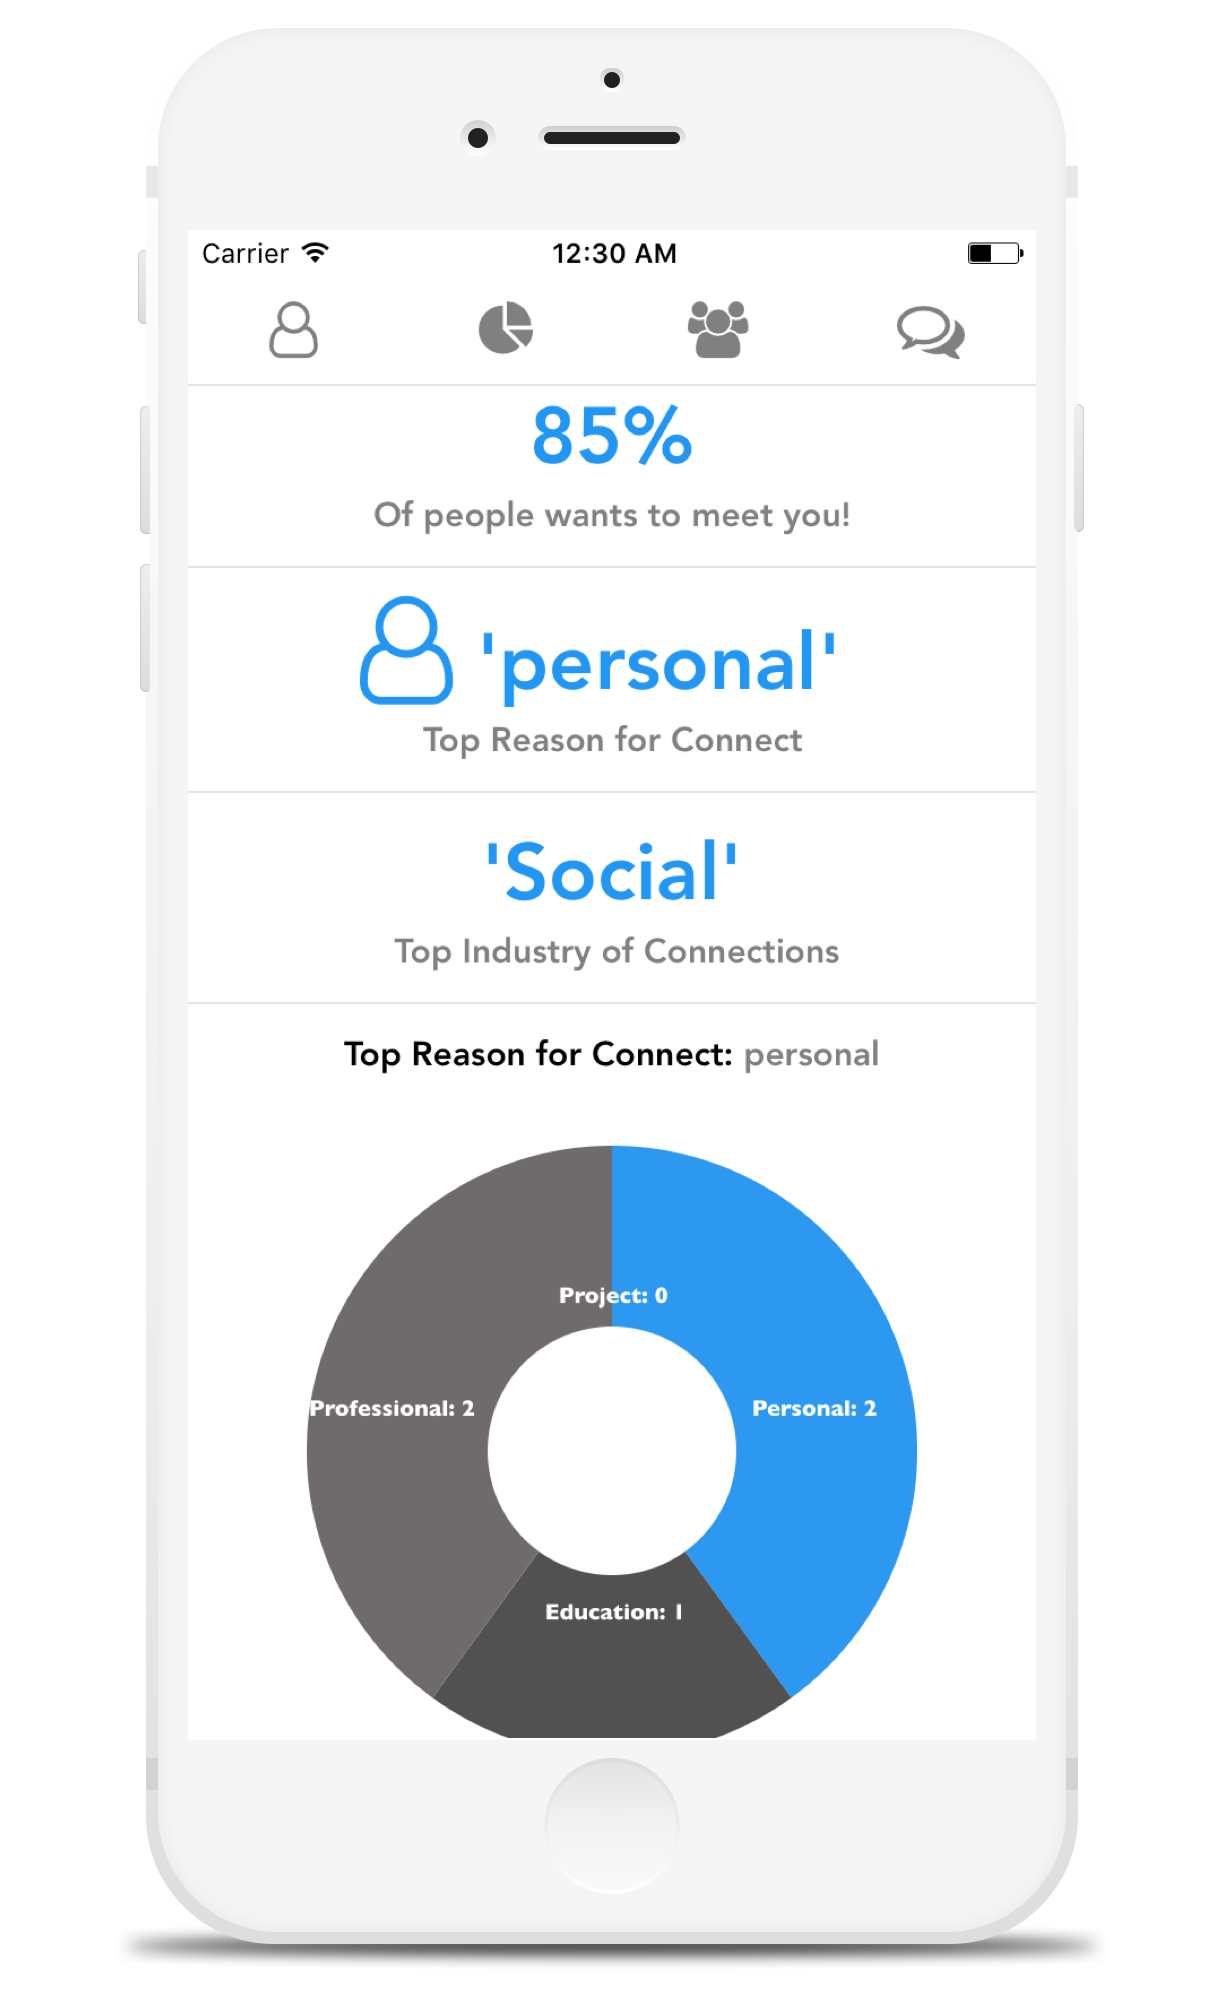 Carrier 12:30 AM
85%
Of people wants to meet you!
'personal'
Top Reason for Connect
'Social'
Top Industry of Connections
Top Reason for Connect: personal
Project: 0
Professional: 2 Personal: 2
Education: 1